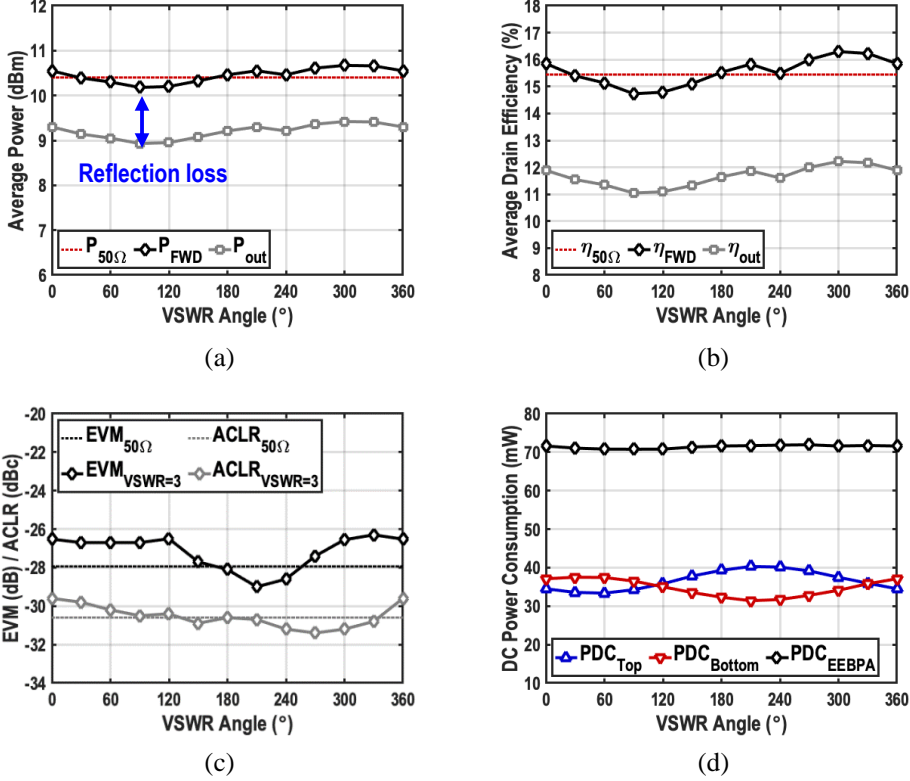 12
11
10
9
8
7
6
Average Power (dBm)
Reflection loss
P50Ω PFWD Pout
0 60 120 180 240 300 360
VSWR Angle (°)
(a)
18
17
16
15
14
13
12
11
10
9
8
Average Drain Efficiency (%)
η50Ω ηFWD ηout
0 60 120 180 240 300 360
VSWR Angle (°)
(b)
-20
-22
-24
-26
-28
-30
-32
-34
EVM (dB) / ACLR (dBc)
EVM50Ω ACLR50Ω
EVMVSWR=3 ACLRVSWR=3
0 60 120 180 240 300 360
VSWR Angle (°)
(c)
80
70
60
50
40
30
20
10
DC Power Consumption (mW)
PDCTop PDCBottom PDCEEBPA
0 60 120 180 240 300 360
VSWR Angle (°)
(d)